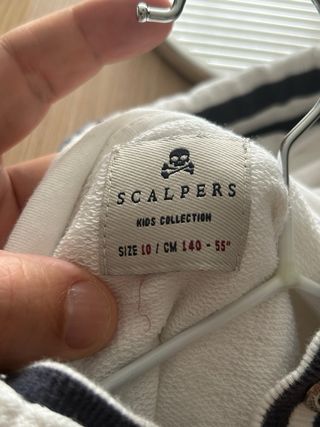 SCALPERS
KIDS COLLECTION
SIZE 10 / CM 140 - 55"